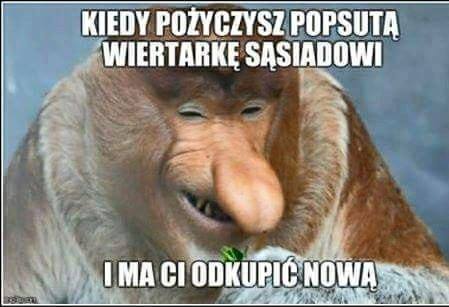 KIEDY POŻYCZYSZ POPSUTĄ
WIERTARKĘ SĄSIADOWI
I MA CI ODKUPIĆ NOWĄ